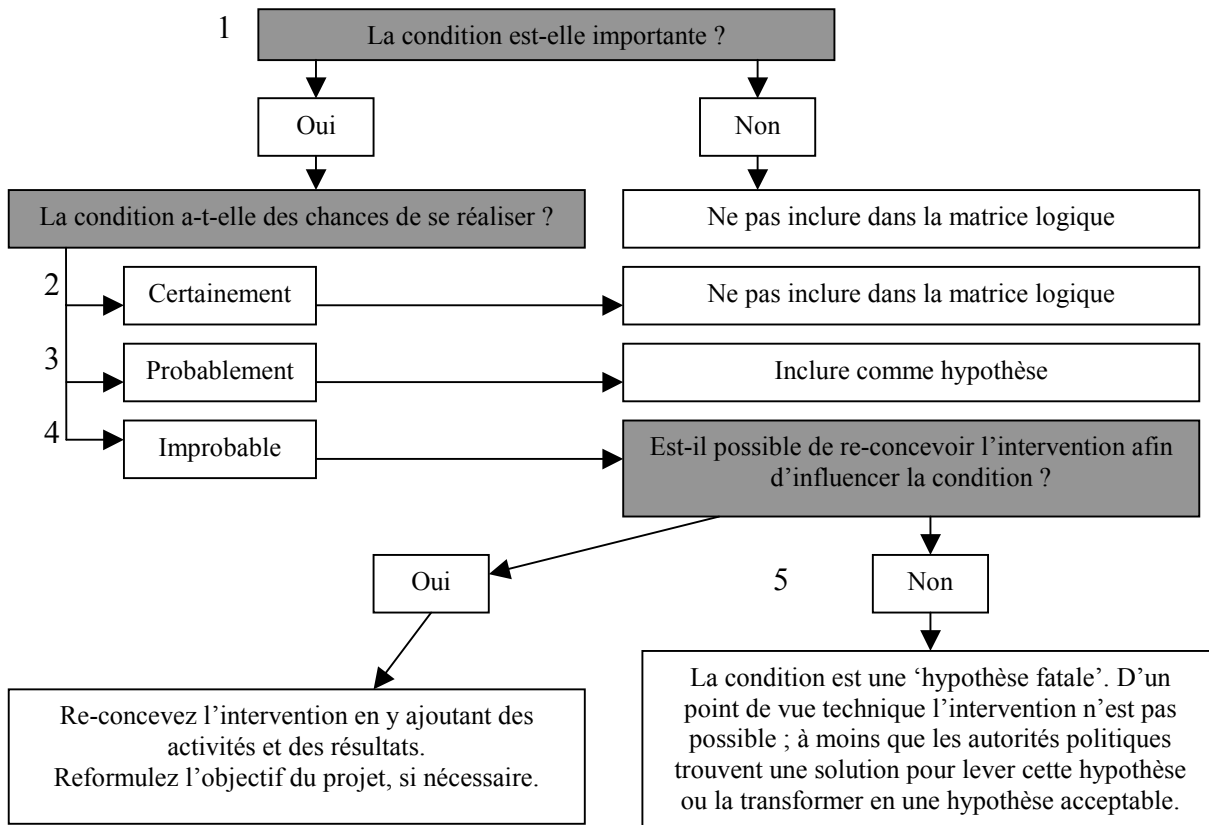 1
La condition est-elle importante ?
Oui
Non
La condition a-t-elle des chances de se réaliser ?
Ne pas inclure dans la matrice logique
2
Certainement
Ne pas inclure dans la matrice logique
3
Probablement
Inclure comme hypothèse
4
Improbable
Est-il possible de re-concevoir l’intervention afin
d’influencer la condition ?
Oui
5
Non
Re-concevez l’intervention en y ajoutant des
activités et des résultats.
Reformulez l’objectif du projet, si nécessaire.
La condition est une ‘hypothèse fatale’. D’un
point de vue technique l’intervention n’est pas
possible ; à moins que les autorités politiques
trouvent une solution pour lever cette hypothèse
ou la transformer en une hypothèse acceptable.